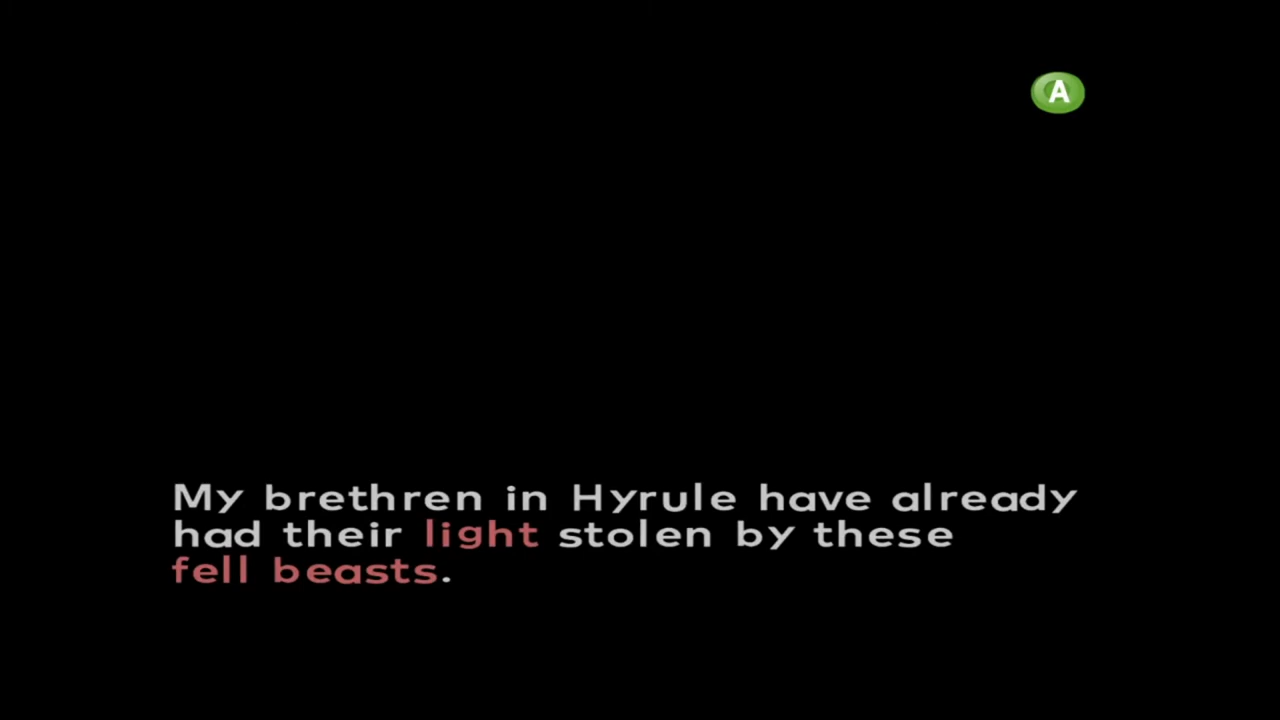 A
My brethren in Hyrule have already
had their light stolen by these
fell beasts.